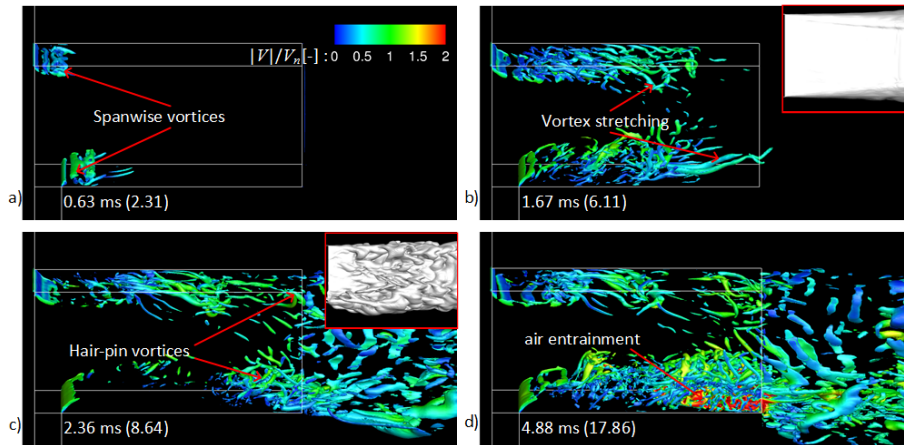 |V|/Vn[-] : 0 0.5 1 1.5 2
Spanwise vortices
a)
0.63 ms (2.31)
Vortex stretching
b)
1.67 ms (6.11)
Hair-pin vortices
c)
2.36 ms (8.64)
air entrainment
d)
4.88 ms (17.86)